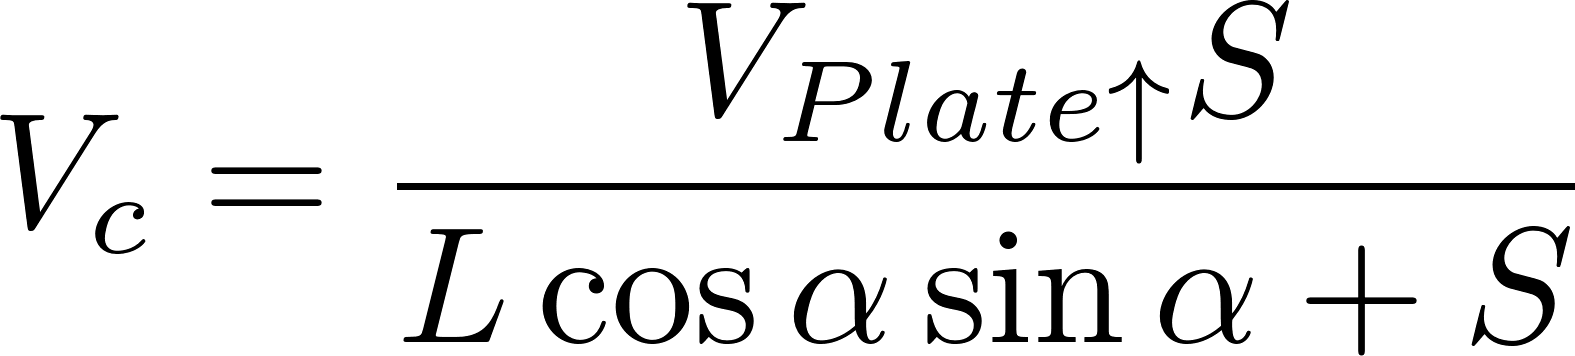 V_c = \frac{V_{Plate\uparrow} S}{L \cos \alpha \sin \alpha + S}